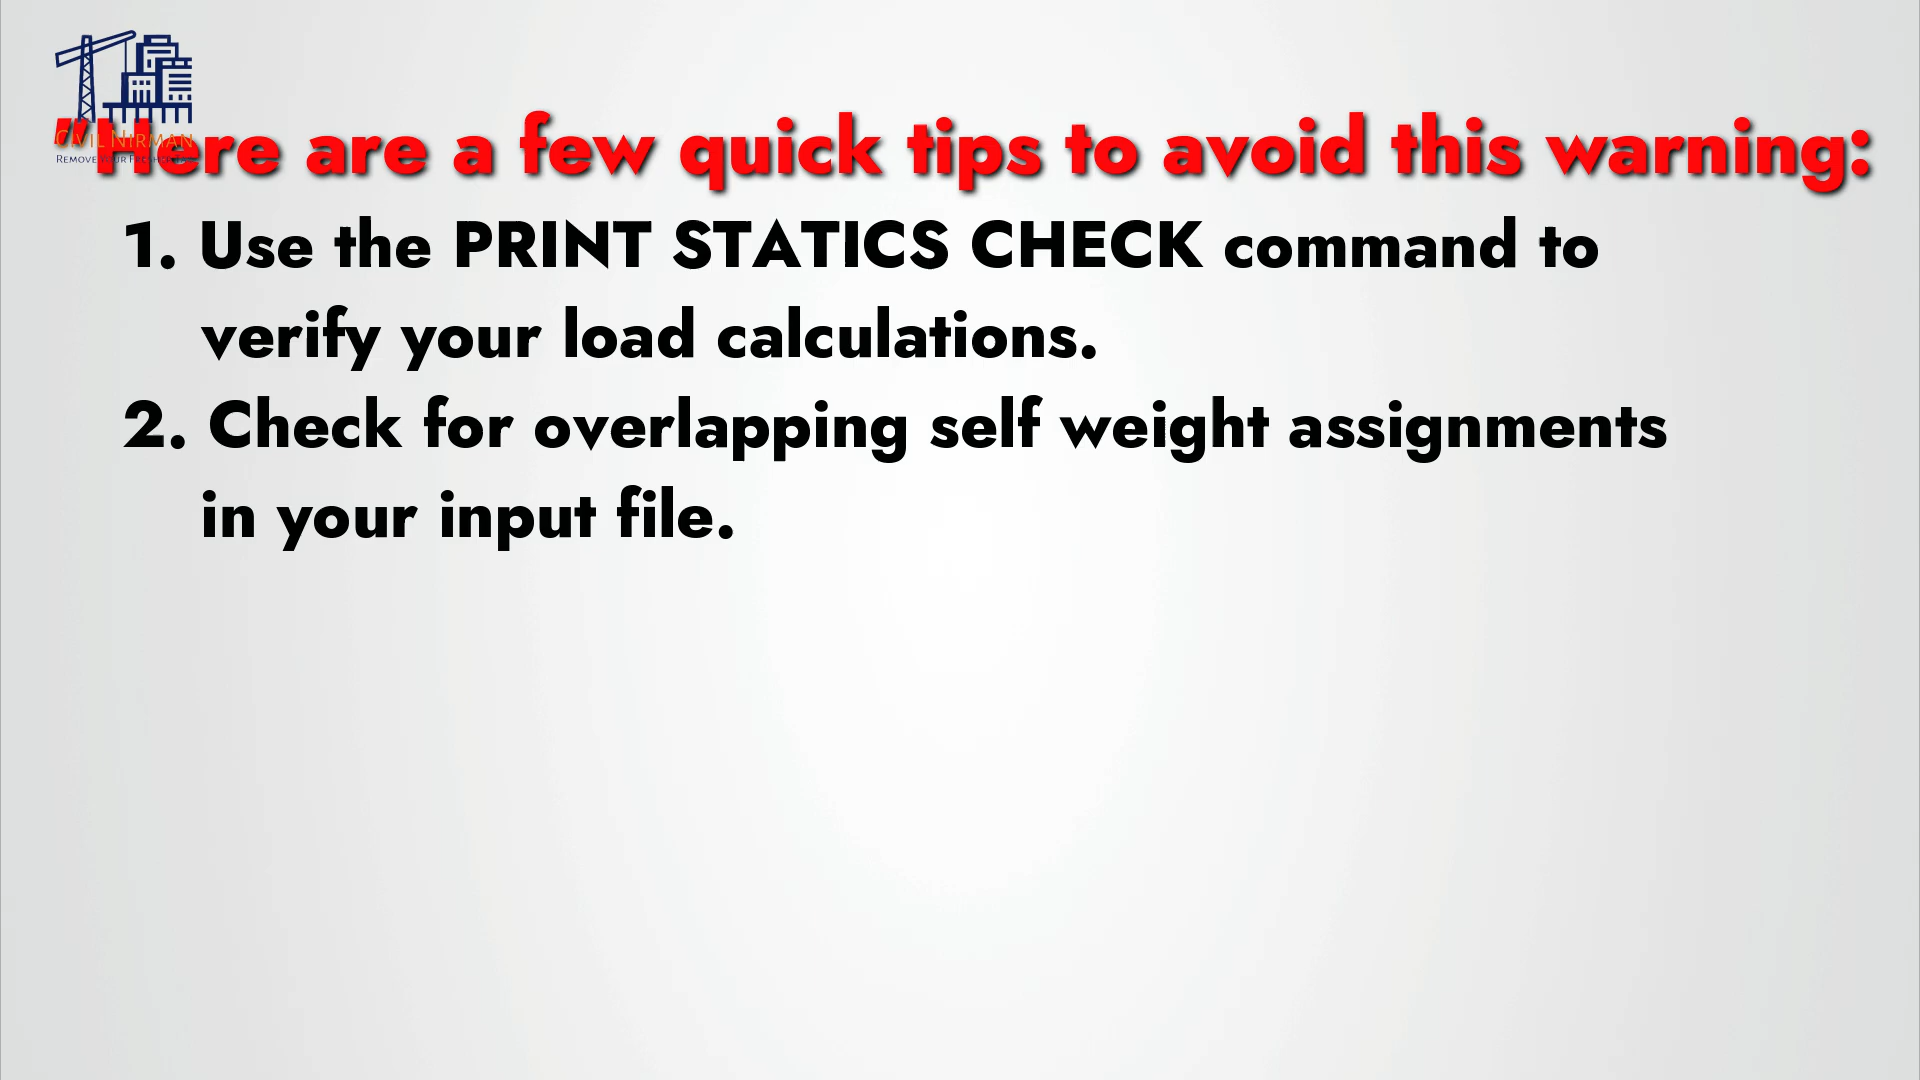 CIVIL NIRMAN
"Here are a few quick tips to avoid this warning:
1. Use the PRINT STATICS CHECK command to
verify your load calculations.
2. Check for overlapping self weight assignments
in your input file.